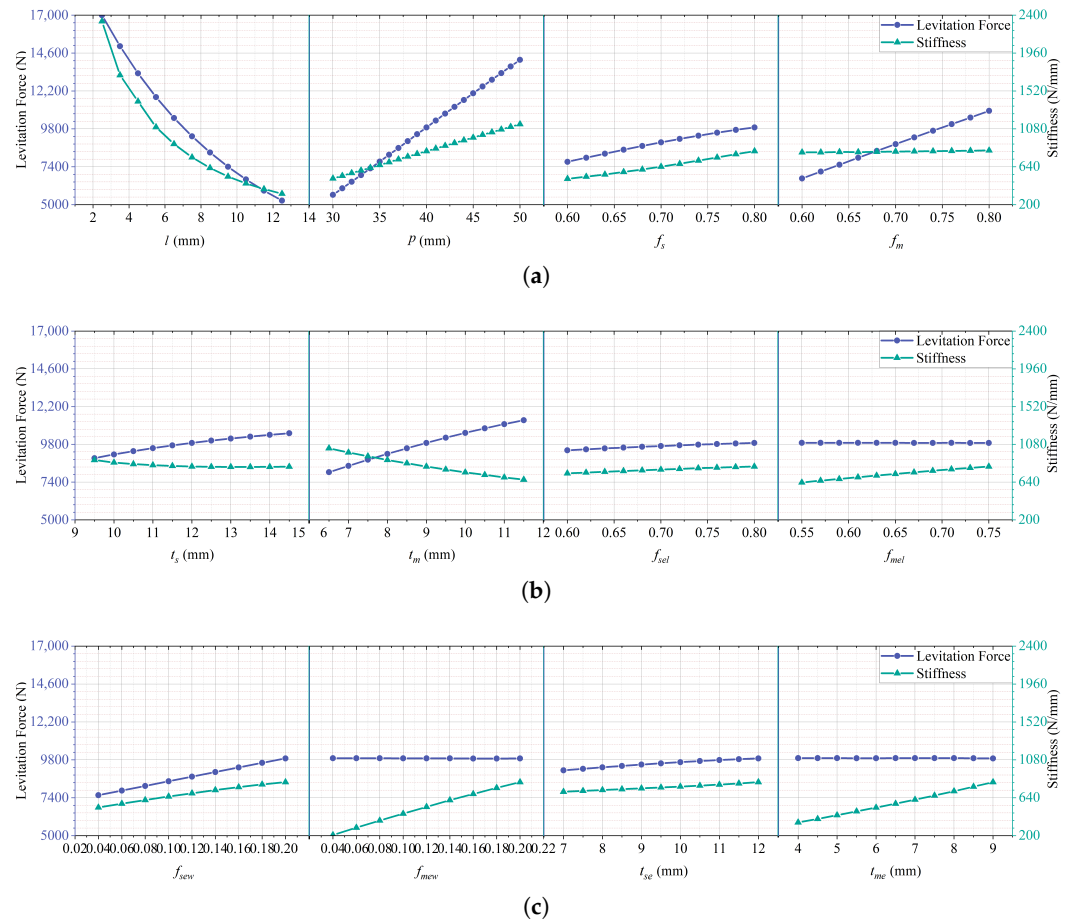 17,000
14,600
12,200
9800
7400
5000
Levitation Force (N)
2 4 6 8 10 12 14
l (mm)
30 35 40 45 50
p (mm)
0.60 0.65 0.70 0.75 0.80
f_s
0.60 0.65 0.70 0.75 0.80
f_m
Levitation Force
Stiffness
2400
1960
1520
1080
640
200
Stiffness (N/mm)
(a)
17,000
14,600
12,200
9800
7400
5000
Levitation Force (N)
9 10 11 12 13 14 15
t_s (mm)
6 7 8 9 10 11 12
t_m (mm)
0.60 0.65 0.70 0.75 0.80
f_sel
0.55 0.60 0.65 0.70 0.75
f_mel
Levitation Force
Stiffness
2400
1960
1520
1080
640
200
Stiffness (N/mm)
(b)
17,000
14,600
12,200
9800
7400
5000
Levitation Force (N)
0.02 0.04 0.06 0.08 0.10 0.12 0.14 0.16 0.18 0.20
f_sew
0.04 0.06 0.08 0.10 0.12 0.14 0.16 0.18 0.20 0.22
f_mew
7 8 9 10 11 12
t_se (mm)
4 5 6 7 8 9
t_me (mm)
Levitation Force
Stiffness
2400
1960
1520
1080
640
200
Stiffness (N/mm)
(c)